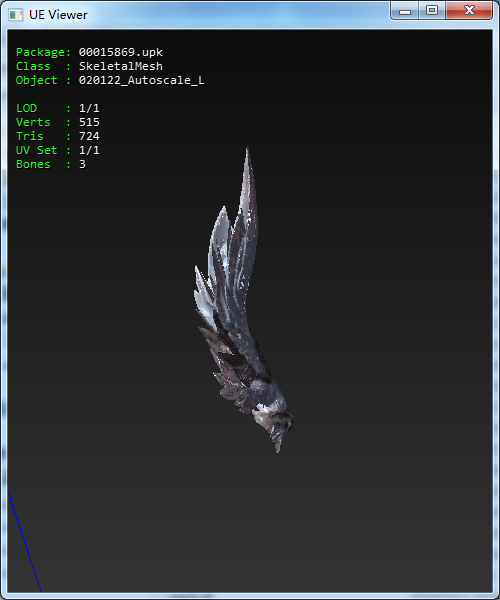 UE Viewer
Package: 00015869.upk
Class  : SkeletalMesh
Object : 020122_Autoscale_L
LOD    : 1/1
Verts  : 515
Tris   : 724
UV Set : 1/1
Bones  : 3